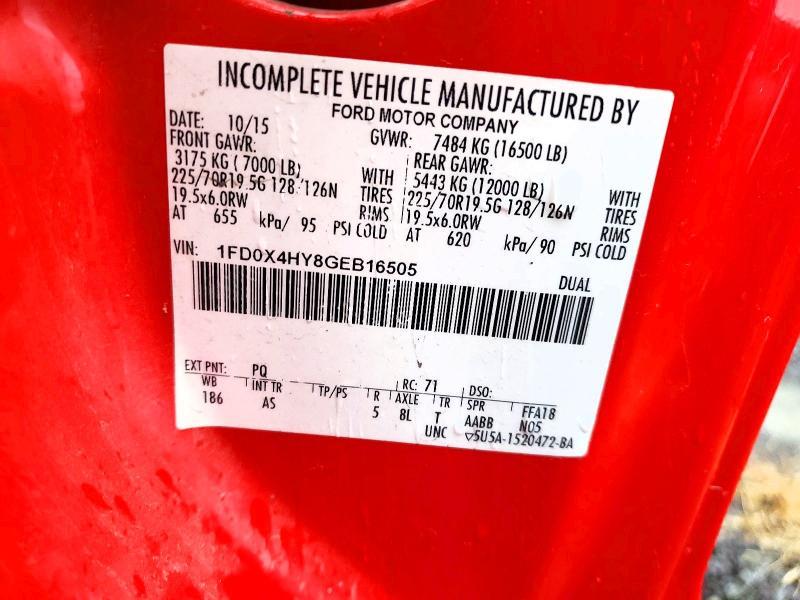 INCOMPLETE VEHICLE MANUFACTURED BY
FORD MOTOR COMPANY
DATE: 10/15 GVWR: 7484 KG (16500 LB)
FRONT GAWR: REAR GAWR:
3175 KG ( 7000 LB) WITH 5443 KG (12000 LB) WITH
225/70R19.5G 128/126N TIRES 225/70R19.5G 128/126N TIRES
19.5x6.0RW RIMS 19.5x6.0RW RIMS
AT 655 kPa/ 95 PSI COLD AT 620 kPa/ 90 PSI COLD
VIN: 1FD0X4HY8GEB16505 DUAL
EXT PNT: PQ RC: 71 DSO:
WB INT TR TP/PS R AXLE TR SPR FFA18
186 AS 5 8L T AABB N05
UNC ▽5U5A-1520472-BA